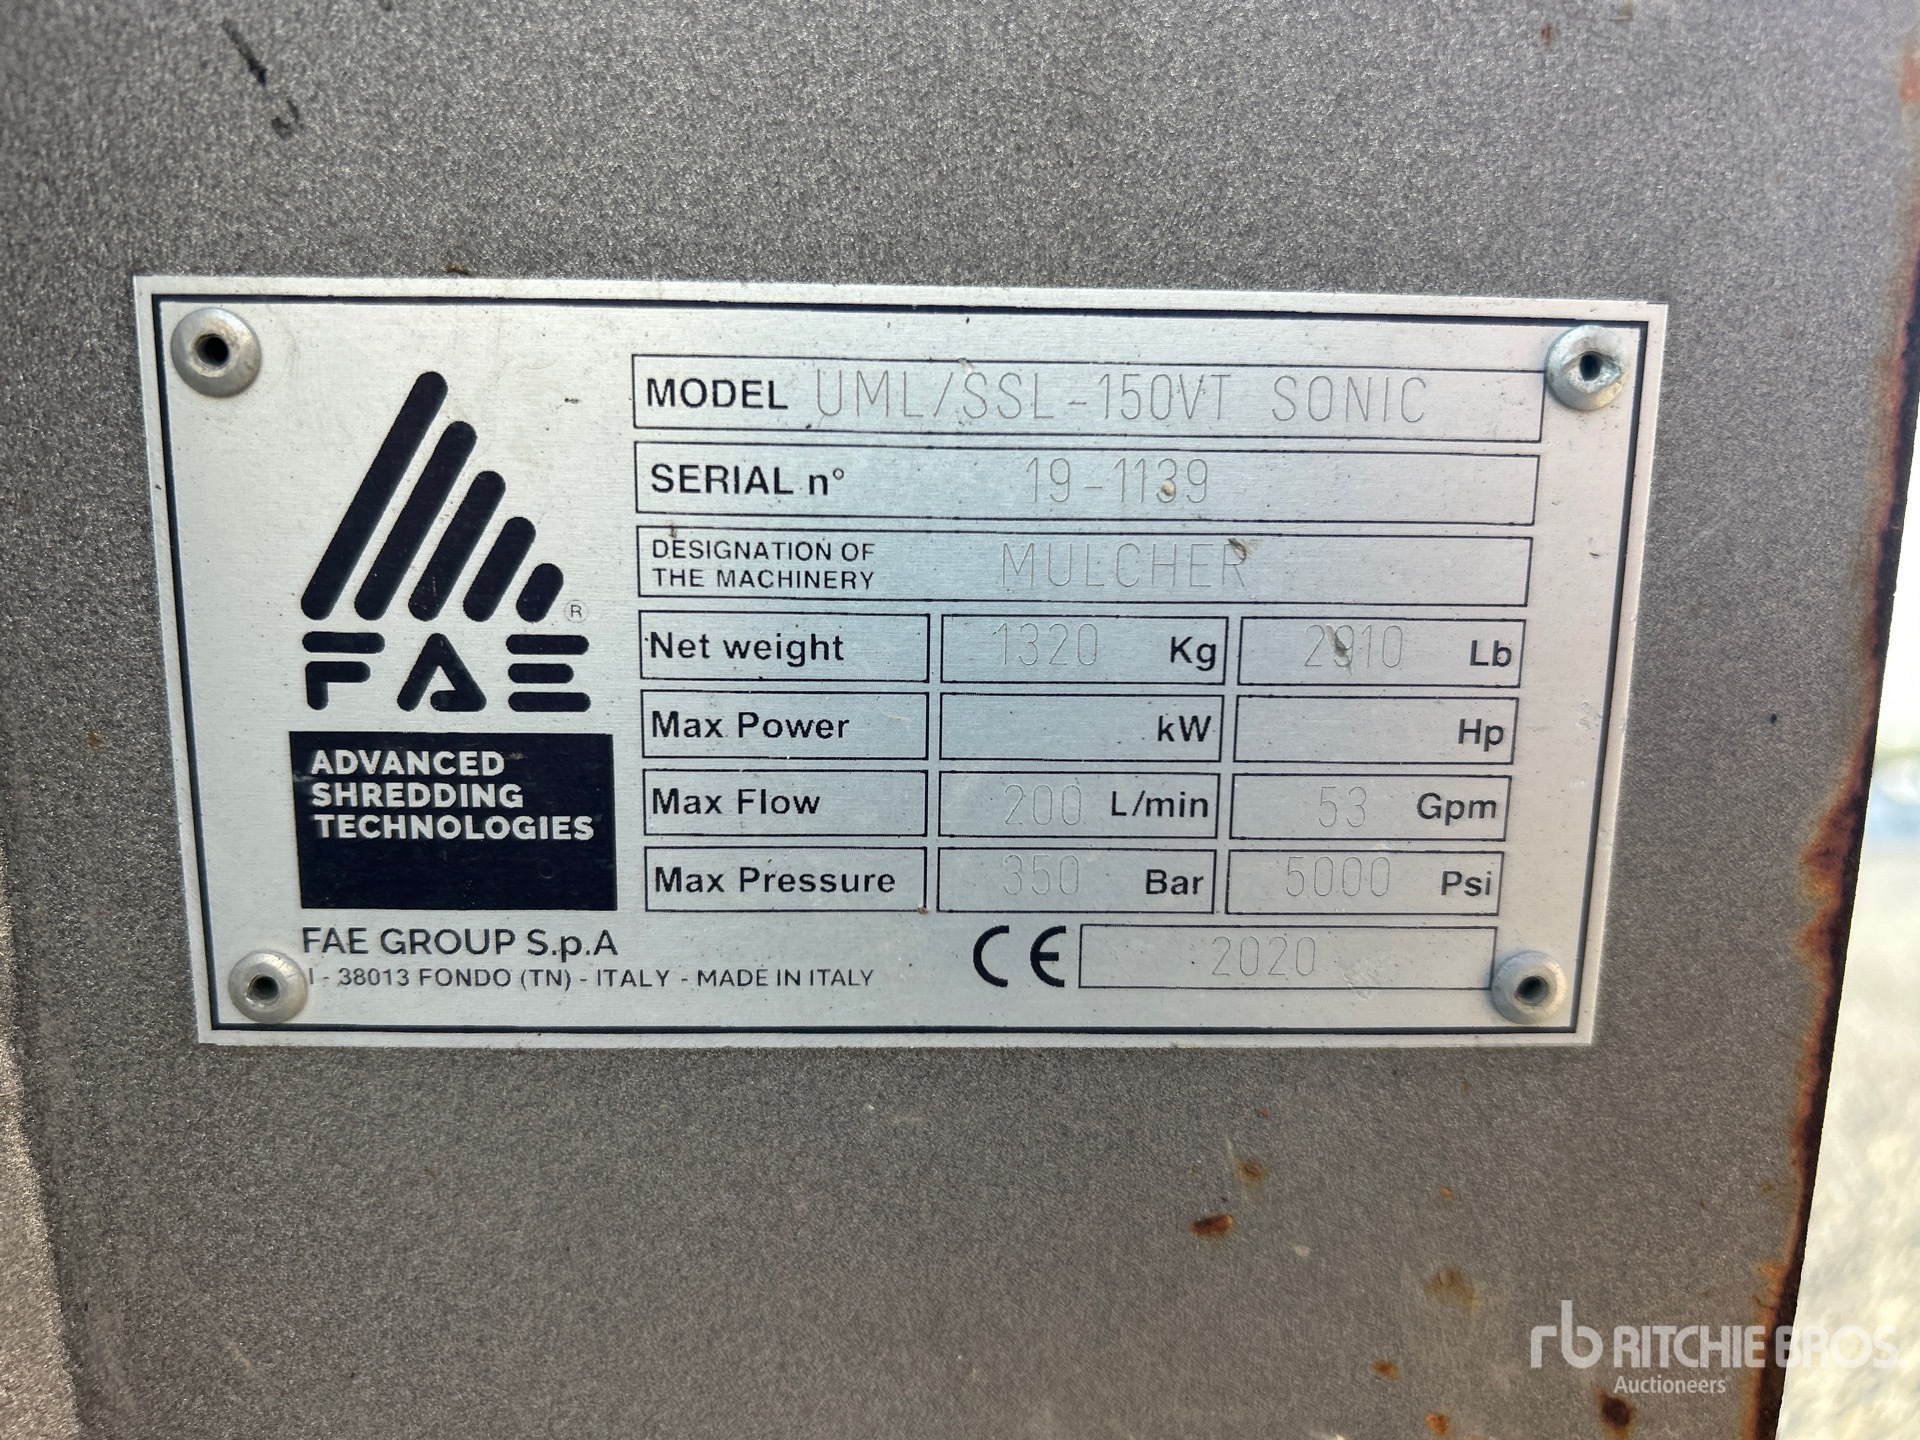 MODEL UML/SSL-150VT SONIC
SERIAL n° 19-1139
DESIGNATION OF
THE MACHINERY MULCHER
Net weight 1320 Kg 2910 Lb
Max Power kW Hp
Max Flow 200 L/min 53 Gpm
Max Pressure 350 Bar 5000 Psi
®
FAE
ADVANCED
SHREDDING
TECHNOLOGIES
FAE GROUP S.p.A
I - 38013 FONDO (TN) - ITALY - MADE IN ITALY
CE 2020
rb RITCHIE BROS
Auctioneers